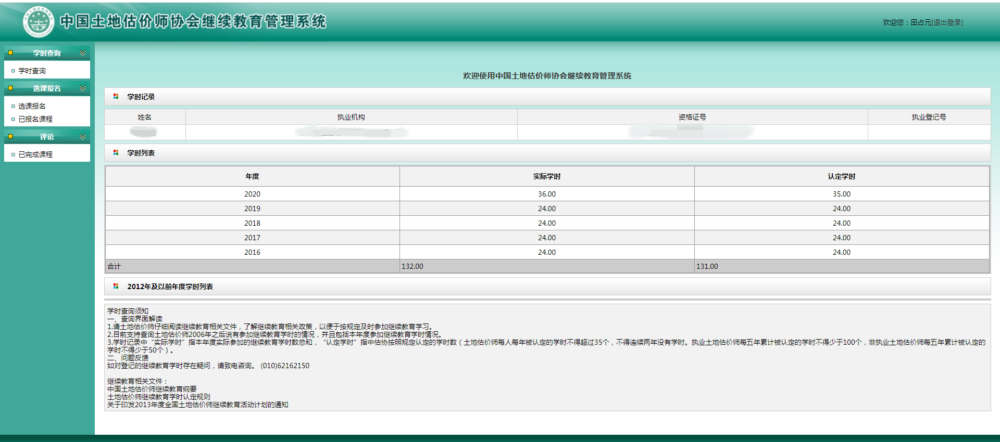 中国土地估价师协会继续教育管理系统
欢迎您：田占元[退出登录]
学时查询
学时查询
选课报名
选课报名
已报名课程
评论
已完成课程
欢迎使用中国土地估价师协会继续教育管理系统
学时记录
姓名 执业机构 资格证号 执业登记号
学时列表
年度 实际学时 认定学时
2020 36.00 35.00
2019 24.00 24.00
2018 24.00 24.00
2017 24.00 24.00
2016 24.00 24.00
合计 132.00 131.00
2012年及以前年度学时列表
学时查询须知
一、查询界面解读
1.请土地估价师仔细阅读继续教育相关文件，了解继续教育相关政策，以便于按规定及时参加继续教育学习。
2.目前支持查询土地估价师2006年之后说有参加继续教育学时的情况，并且包括本年度参加继续教育学时情况。
3.学时记录中“实际学时”指本年度实际参加的继续教育学时数总和，“认定学时”指中估协按照规定认定的学时数（土地估价师每人每年被认定的学时不得超过35个，不得连续两年没有学时。执业土地估价师每五年累计被认定的学时不得少于100个，非执业土地估价师每五年累计被认定的
学时不得少于50个）。
二、问题反馈
如对登记的继续教育学时存在疑问，请致电咨询。 (010)62162150
继续教育相关文件：
中国土地估价师继续教育纲要
土地估价师继续教育学时认定规则
关于印发2013年度全国土地估价师继续教育活动计划的通知